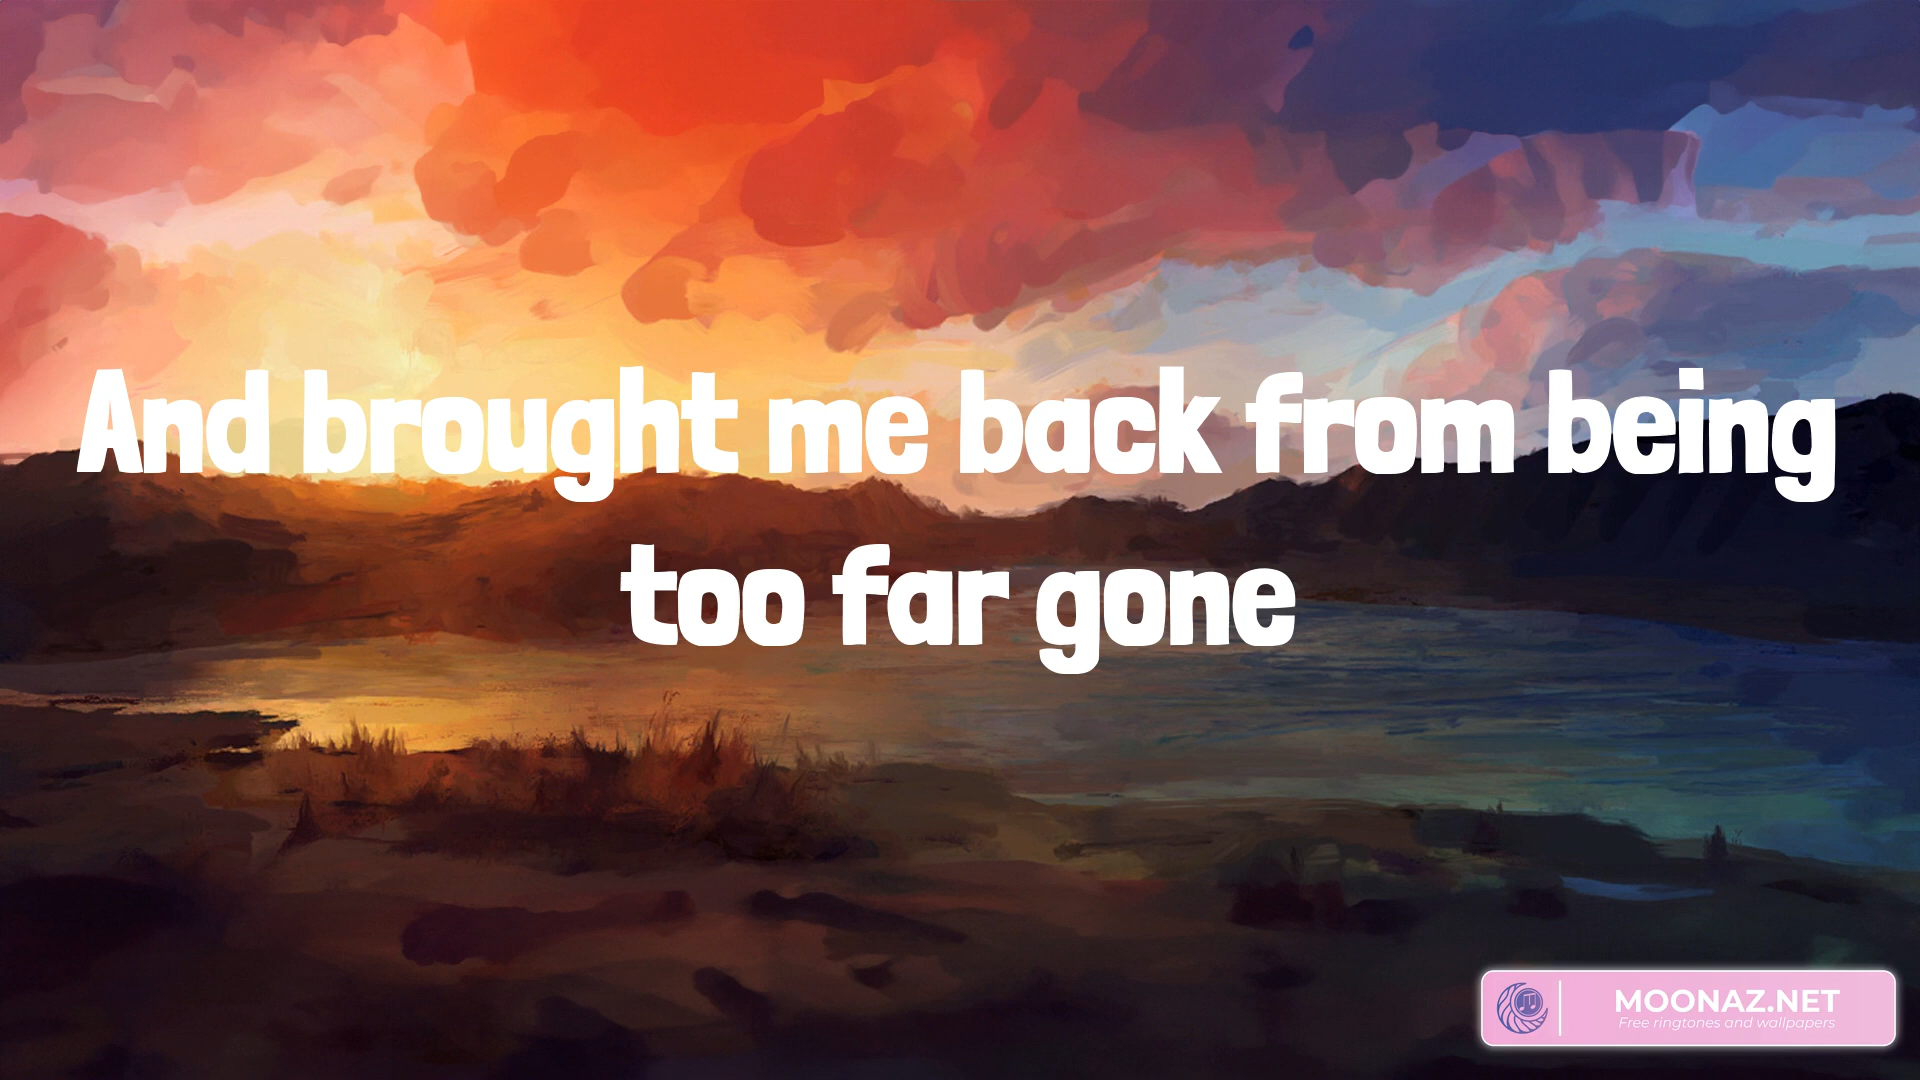 And brought me back from being
too far gone
MOONAZ.NET
Free ringtones and wallpapers